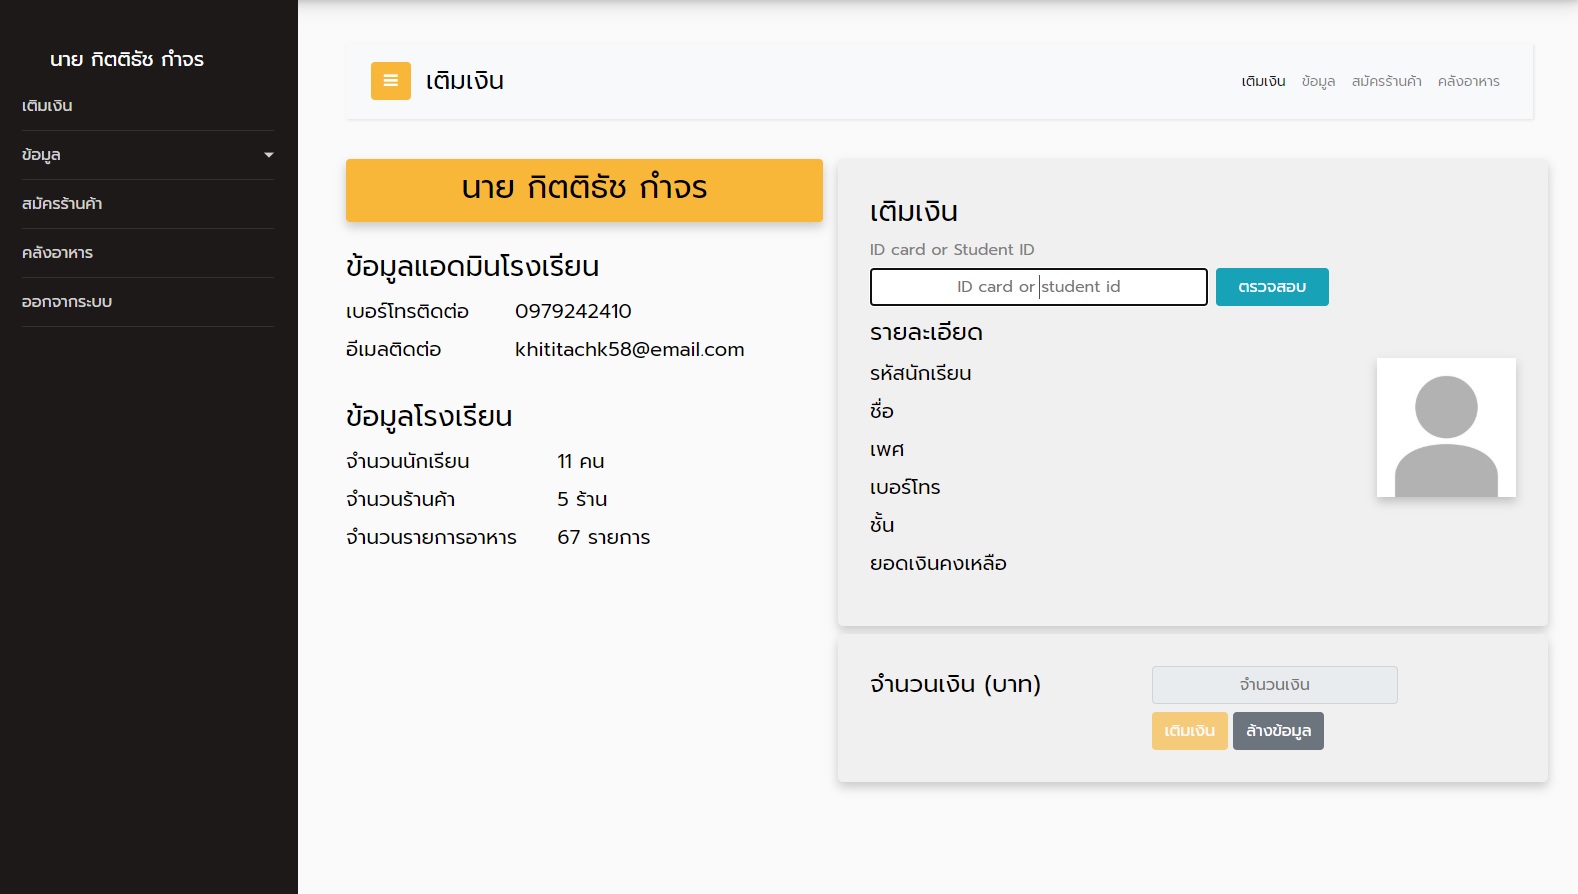 นาย กิตติธัช กำจร
เติมเงิน
ข้อมูล
สมัครร้านค้า
คลังอาหาร
ออกจากระบบ
เติมเงิน
เติมเงิน ข้อมูล สมัครร้านค้า คลังอาหาร
นาย กิตติธัช กำจร
ข้อมูลแอดมินโรงเรียน
เบอร์โทรติดต่อ 0979242410
อีเมลติดต่อ khititachk58@email.com
ข้อมูลโรงเรียน
จำนวนนักเรียน 11 คน
จำนวนร้านค้า 5 ร้าน
จำนวนรายการอาหาร 67 รายการ
เติมเงิน
ID card or Student ID
ID card or student id ตรวจสอบ
รายละเอียด
รหัสนักเรียน
ชื่อ
เพศ
เบอร์โทร
ชั้น
ยอดเงินคงเหลือ
จำนวนเงิน (บาท) จำนวนเงิน
เติมเงิน ล้างข้อมูล